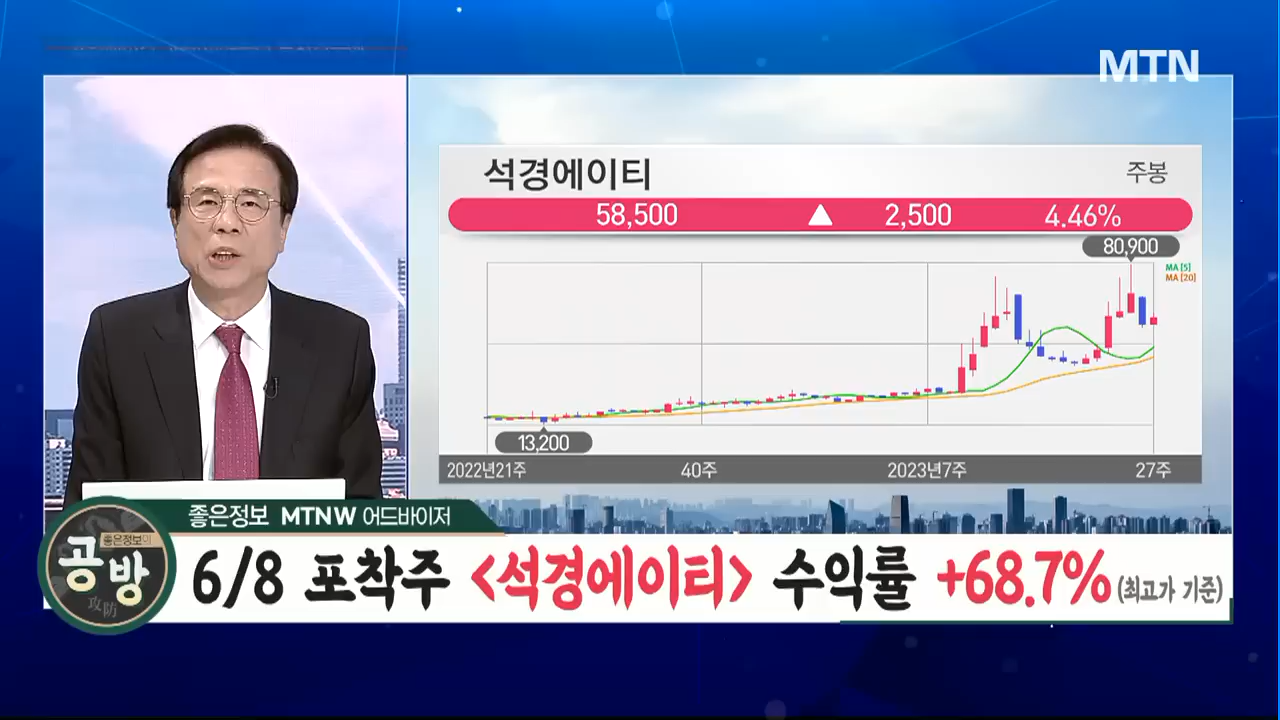 MTN
석경에이티
주봉
58,500 ▲ 2,500 4.46%
80,900
MA [5]
MA [20]
13,200
2022년21주 40주 2023년7주 27주
좋은정보 MTNW 어드바이저
좋은정보의
공방
攻防
6/8 포착주 <석경에이티> 수익률 +68.7% (최고가 기준)